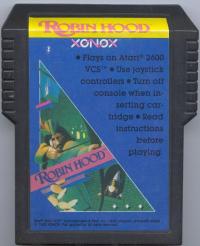 ROBIN HOOD
XONOX
• Plays on Atari® 2600
VCS™ • Use joystick
controllers • Turn off
console when in-
serting car-
tridge • Read
instructions
before
playing.
ROBIN HOOD